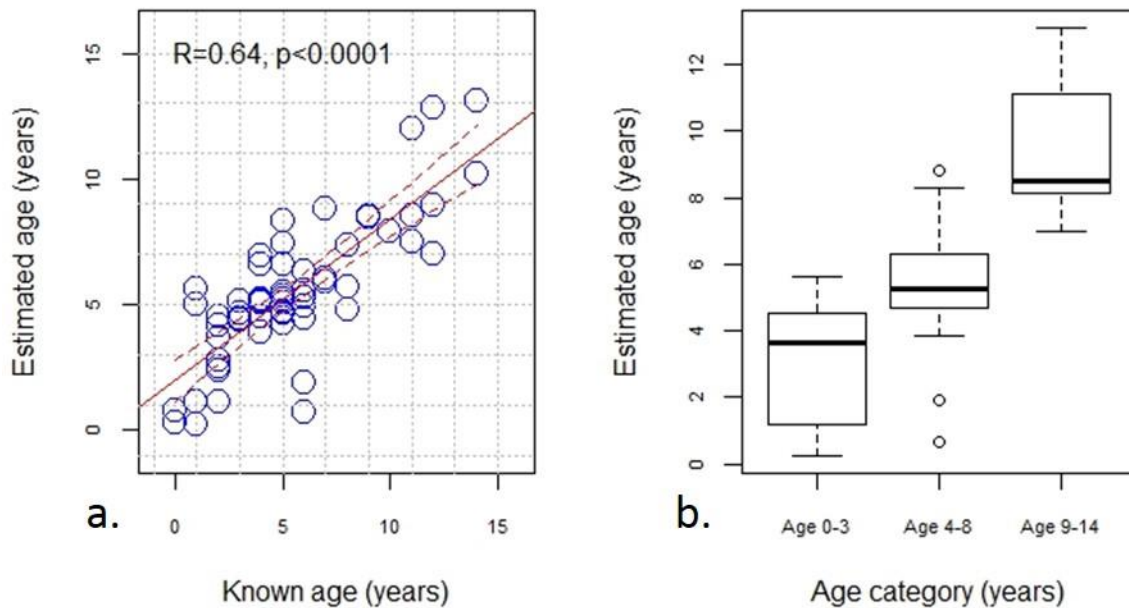 R=0.64, p<0.0001
Estimated age (years)
15
10
5
0
0 5 10 15
Known age (years)
a.
Estimated age (years)
12
10
8
6
4
2
0
Age 0-3 Age 4-8 Age 9-14
Age category (years)
b.